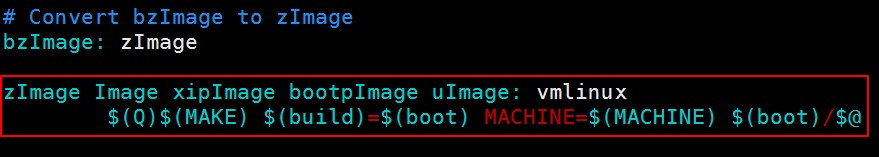 # Convert bzImage to zImage
bzImage: zImage
zImage Image xipImage bootpImage uImage: vmlinux
$(Q)$(MAKE) $(build)=$(boot) MACHINE=$(MACHINE) $(boot)/$@